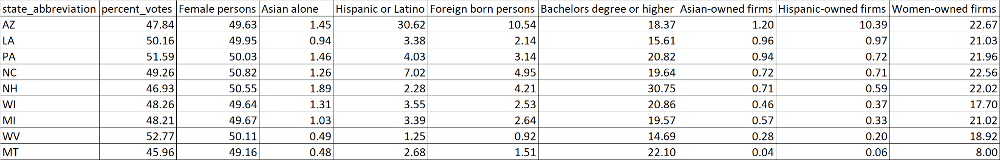 state_abbreviation percent_votes Female persons Asian alone Hispanic or Latino Foreign born persons Bachelors degree or higher Asian-owned firms Hispanic-owned firms Women-owned firms
AZ 47.84 49.63 1.45 30.62 10.54 18.37 1.20 10.39 22.67
LA 50.16 49.95 0.94 3.38 2.14 15.61 0.96 0.97 21.03
PA 51.59 50.03 1.46 4.03 3.14 20.82 0.94 0.72 21.96
NC 49.26 50.82 1.26 7.02 4.95 19.64 0.72 0.71 22.56
NH 46.93 50.55 1.89 2.28 4.21 30.75 0.71 0.59 22.02
WI 48.26 49.64 1.31 3.55 2.53 20.86 0.46 0.37 17.70
MI 48.21 49.67 1.03 3.39 2.64 19.57 0.57 0.33 21.02
WV 52.77 50.11 0.49 1.25 0.92 14.69 0.28 0.20 18.92
MT 45.96 49.16 0.48 2.68 1.51 22.10 0.04 0.06 8.00